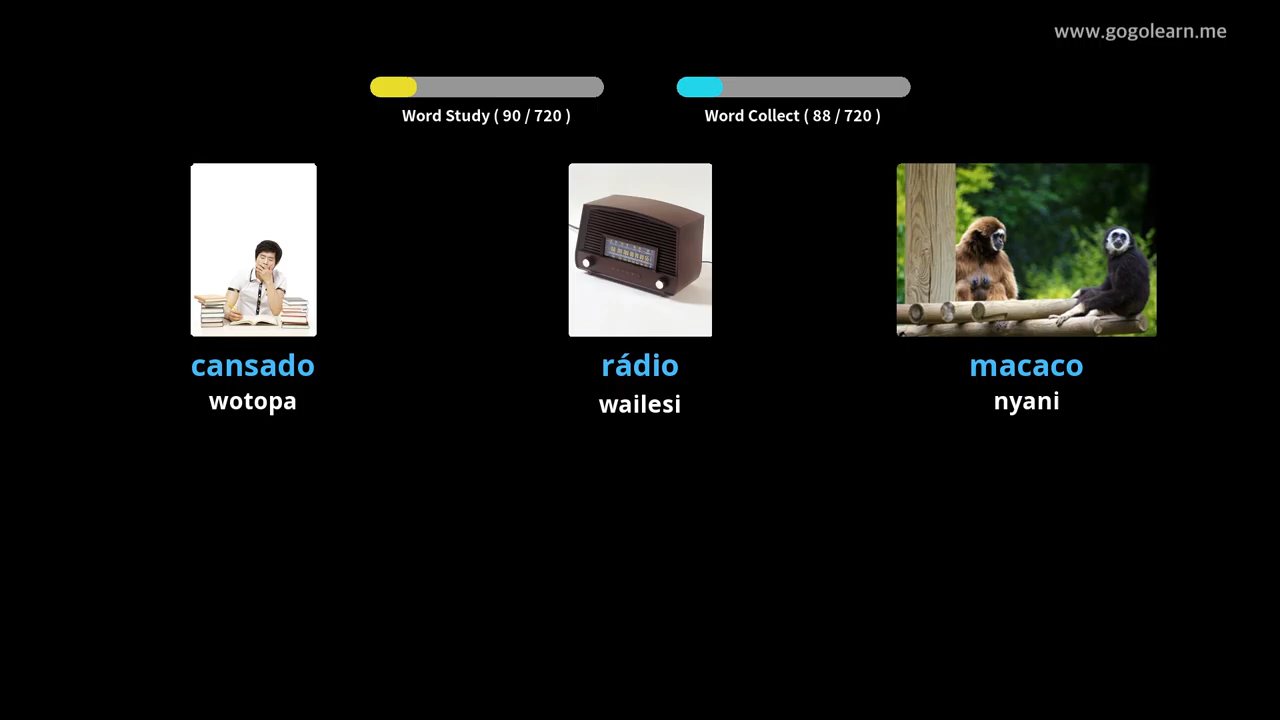 www.gogolearn.me
Word Study ( 90 / 720 )
Word Collect ( 88 / 720 )
cansado
wotopa
rádio
wailesi
macaco
nyani